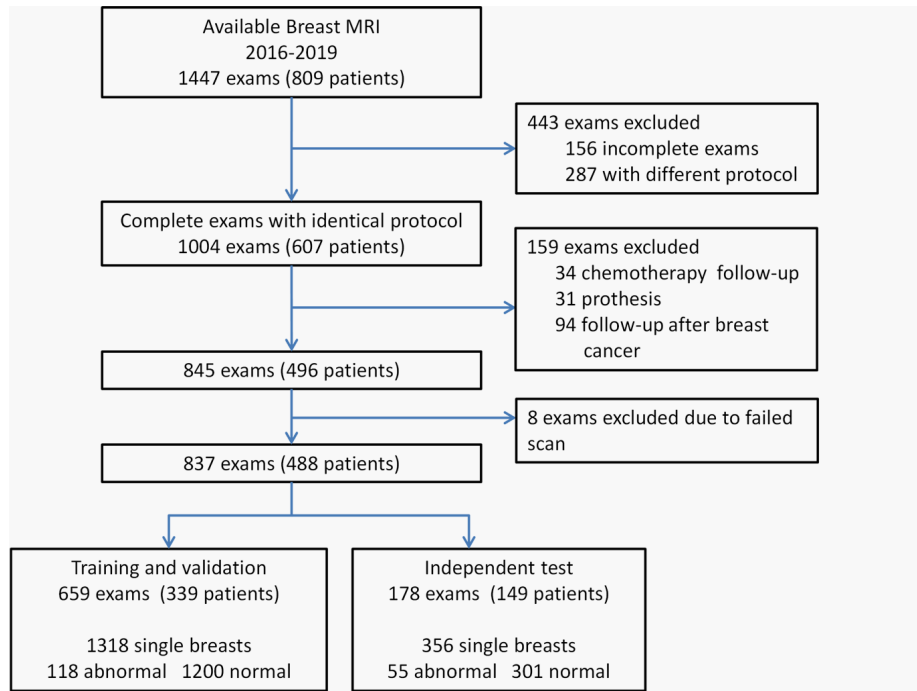 Available Breast MRI
2016-2019
1447 exams (809 patients)
443 exams excluded
156 incomplete exams
287 with different protocol
Complete exams with identical protocol
1004 exams (607 patients)
159 exams excluded
34 chemotherapy follow-up
31 prothesis
94 follow-up after breast
cancer
845 exams (496 patients)
8 exams excluded due to failed
scan
837 exams (488 patients)
Training and validation
659 exams (339 patients)
1318 single breasts
118 abnormal 1200 normal
Independent test
178 exams (149 patients)
356 single breasts
55 abnormal 301 normal